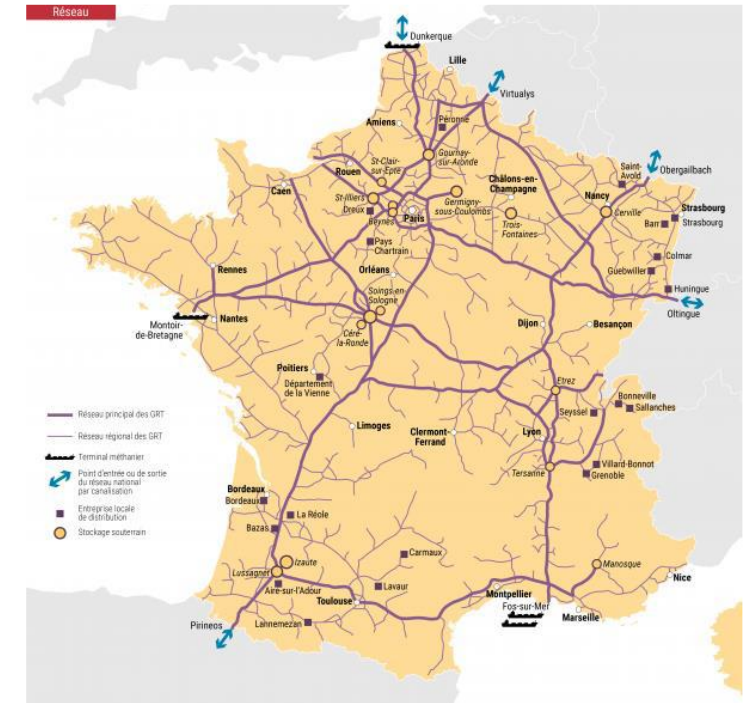 Réseau
Dunkerque
Lille
Virtualys
Amiens
Péronne
Gournay-
sur-Aronde
St-Clair-
sur-Epte
Rouen
Caen
St-Illiers
Dreux
Beynes
Paris
Germigny-
sous-Coulombs
Châlons-en-
Champagne
Trois-
Fontaines
Saint-
Avold
Obergailbach
Nancy
Cerville
Strasbourg
Strasbourg
Barr
Colmar
Guebwiller
Huningue
Oltingue
Pays
Chartrain
Orléans
Rennes
Soings-en-
Sologne
Montoir-
de-Bretagne
Nantes
Céré-
la-Ronde
Dijon
Besançon
Poitiers
Département
de la Vienne
Etrez
Bonneville
Seyssel
Sallanches
Limoges
Clermont-
Ferrand
Lyon
Tersanne
Villard-Bonnot
Grenoble
Réseau principal des GRT
Réseau régional des GRT
Terminal méthanier
Point d'entrée ou de sortie
du réseau national
par canalisation
Entreprise locale
de distribution
Stockage souterrain
Bordeaux
Bordeaux
La Réole
Bazas
Izaute
Lussagnet
Aire-sur-l'Adour
Carmaux
Lavaur
Toulouse
Lannemezan
Pirineos
Montpellier
Fos-sur-Mer
Marseille
Manosque
Nice